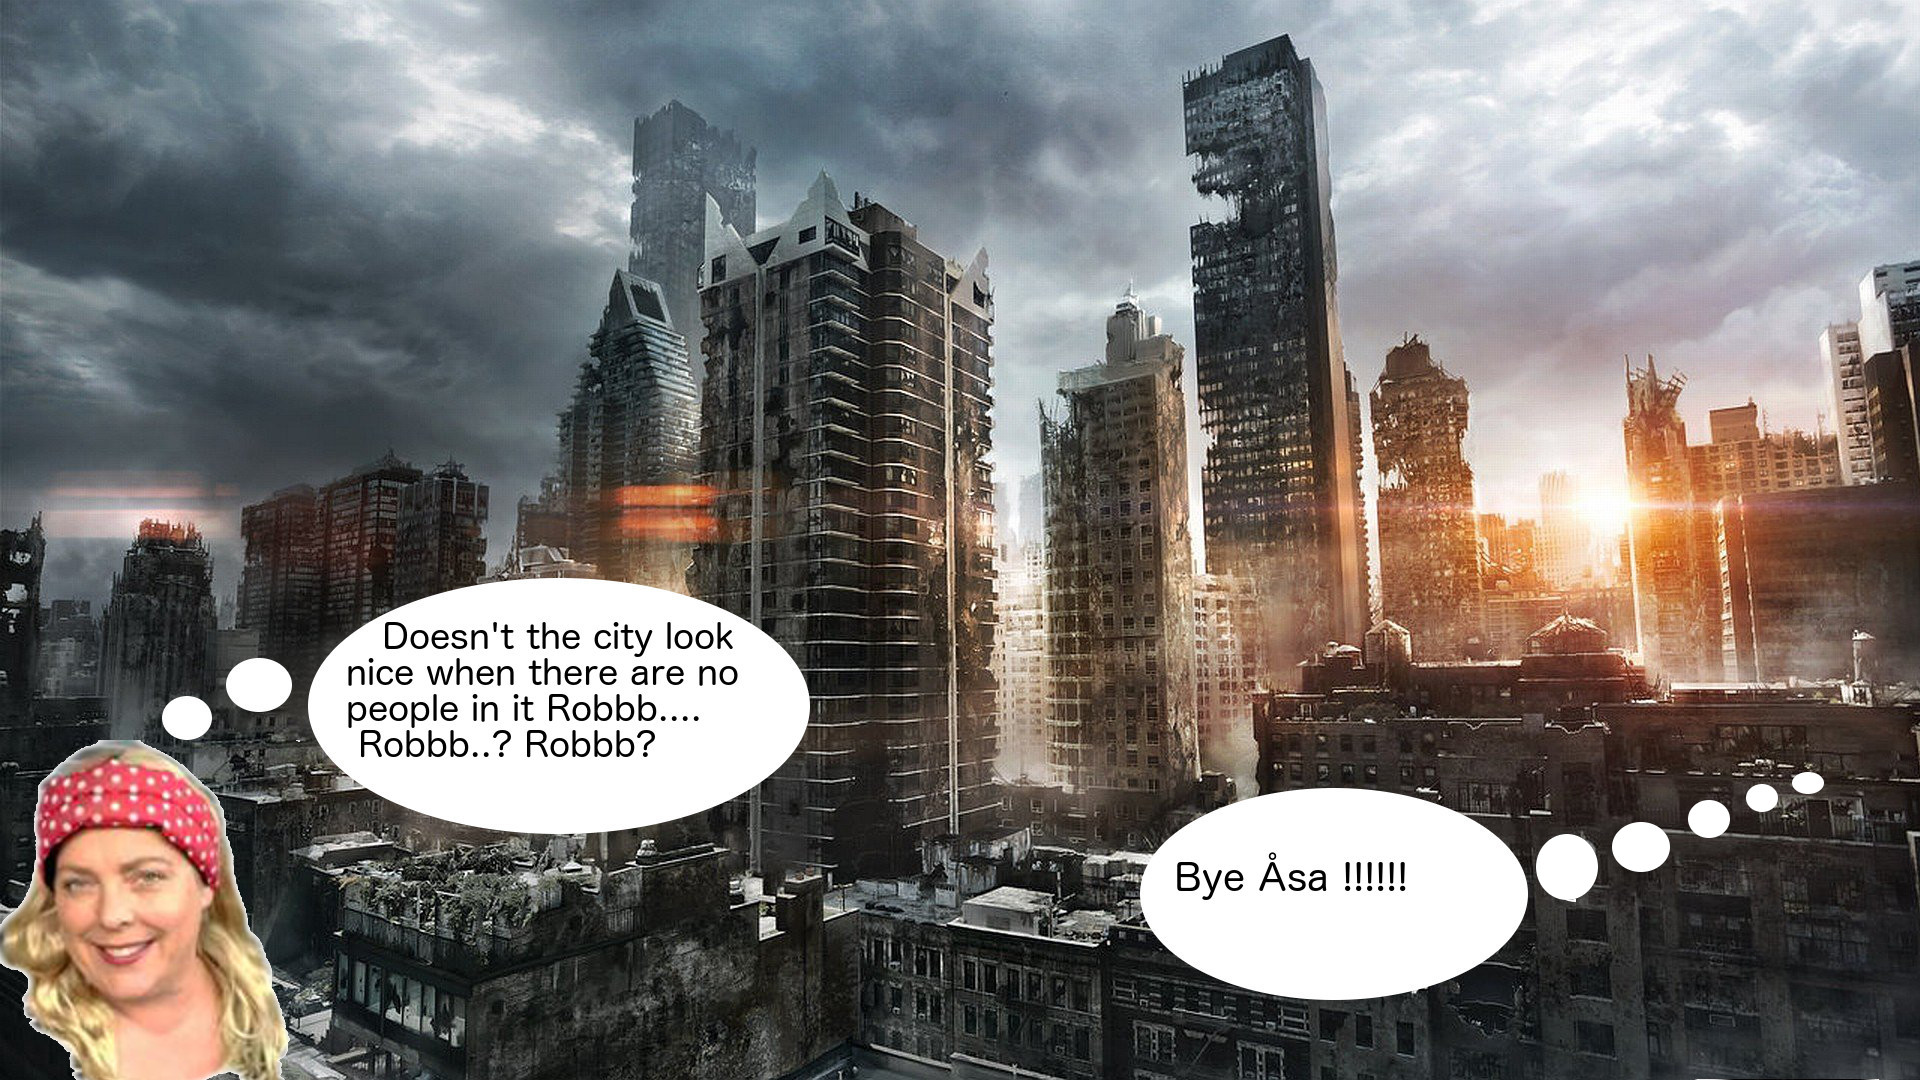 Doesn't the city look
nice when there are no
people in it Robbb....
Robbb..? Robbb?
Bye Åsa !!!!!!